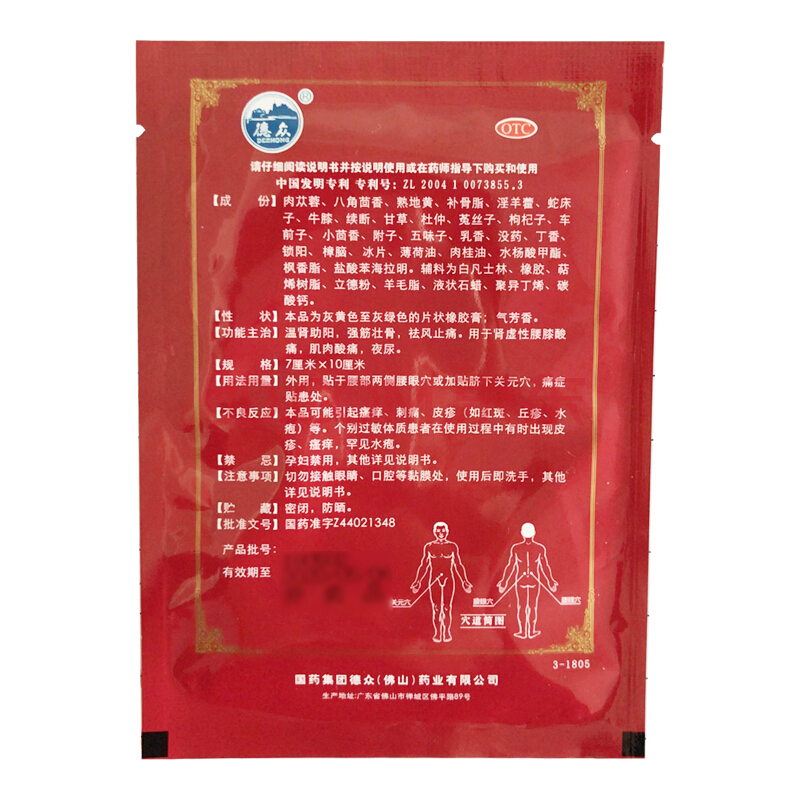 德众
DEZHONG
®
OTC
请仔细阅读说明书并按说明使用或在药师指导下购买和使用
中国发明专利 专利号：ZL 2004 1 0073855.3
【成 份】肉苁蓉、八角茴香、熟地黄、补骨脂、淫羊藿、蛇床
子、牛膝、续断、甘草、杜仲、菟丝子、枸杞子、车
前子、小茴香、附子、五味子、乳香、没药、丁香、
锁阳、樟脑、冰片、薄荷油、肉桂油、水杨酸甲酯、
枫香脂、盐酸苯海拉明。辅料为白凡士林、橡胶、萜
烯树脂、立德粉、羊毛脂、液状石蜡、聚异丁烯、碳
酸钙。
【性 状】本品为灰黄色至灰绿色的片状橡胶膏；气芳香。
【功能主治】温肾助阳，强筋壮骨，祛风止痛。用于肾虚性腰膝酸
痛，肌肉酸痛，夜尿。
【规 格】7厘米×10厘米
【用法用量】外用，贴于腰部两侧腰眼穴或加贴脐下关元穴，痛症
贴患处。
【不良反应】本品可能引起瘙痒、刺痛、皮疹（如红斑、丘疹、水
疱）等。个别过敏体质患者在使用过程中有时出现皮
疹、瘙痒，罕见水疱。
【禁 忌】孕妇禁用，其他详见说明书。
【注意事项】切勿接触眼睛、口腔等黏膜处，使用后即洗手，其他
详见说明书。
【贮 藏】密闭，防晒。
【批准文号】国药准字Z44021348
产品批号：
有效期至
关元穴
腰眼穴
腰眼穴
穴道简图
3-1805
国药集团德众（佛山）药业有限公司
生产地址：广东省佛山市禅城区佛平路89号